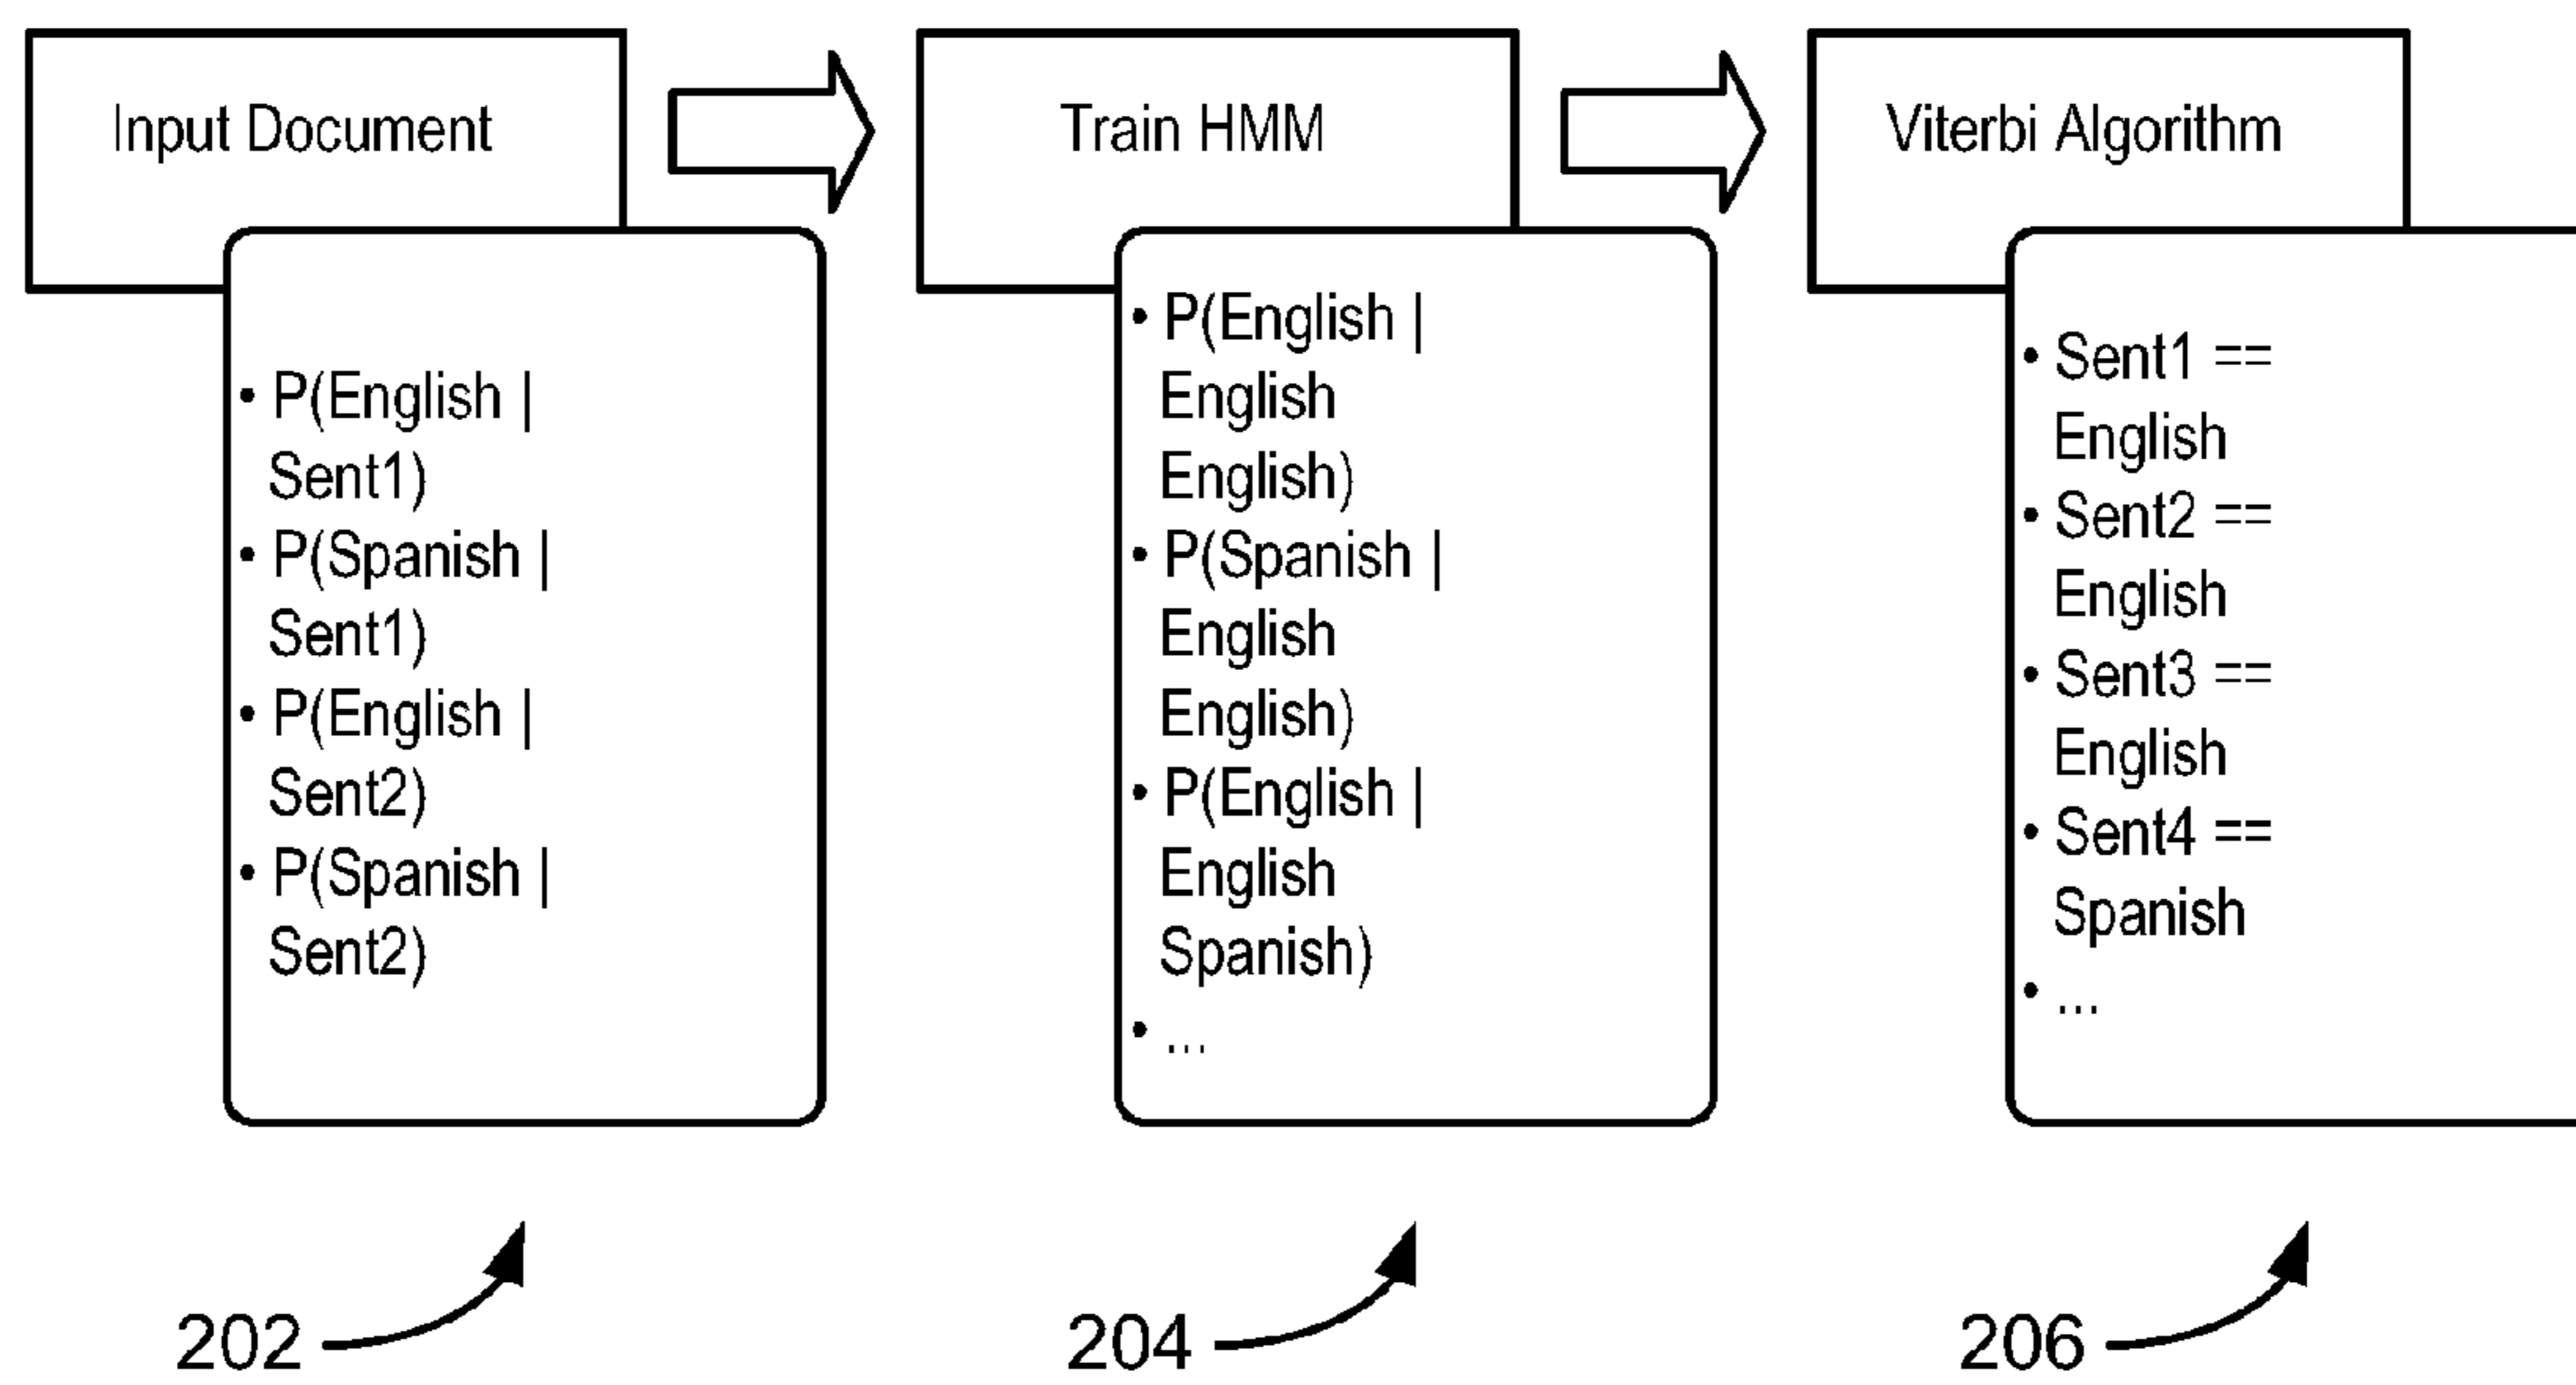 Input Document
• P(English |
Sent1)
• P(Spanish |
Sent1)
• P(English |
Sent2)
• P(Spanish |
Sent2)
202
Train HMM
• P(English |
English
English)
• P(Spanish |
English
English)
• P(English |
English
Spanish)
• ...
204
Viterbi Algorithm
• Sent1 ==
English
• Sent2 ==
English
• Sent3 ==
English
• Sent4 ==
Spanish
• ...
206